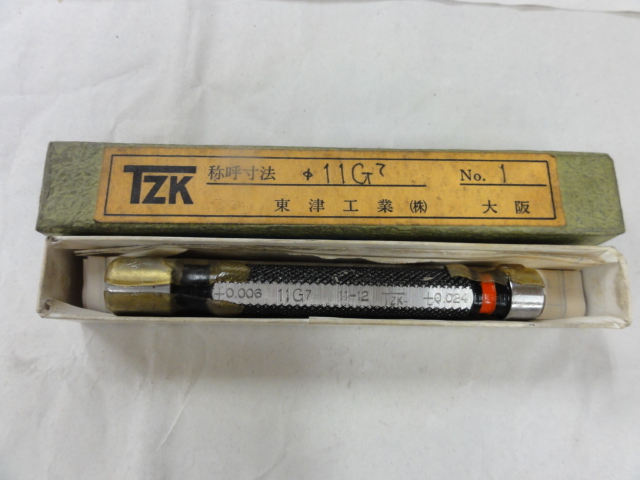 TZK 称呼寸法 φ 11G7 No. 1
東津工業(株) 大阪
+0.006 11G7 11-12 TZK +0.024